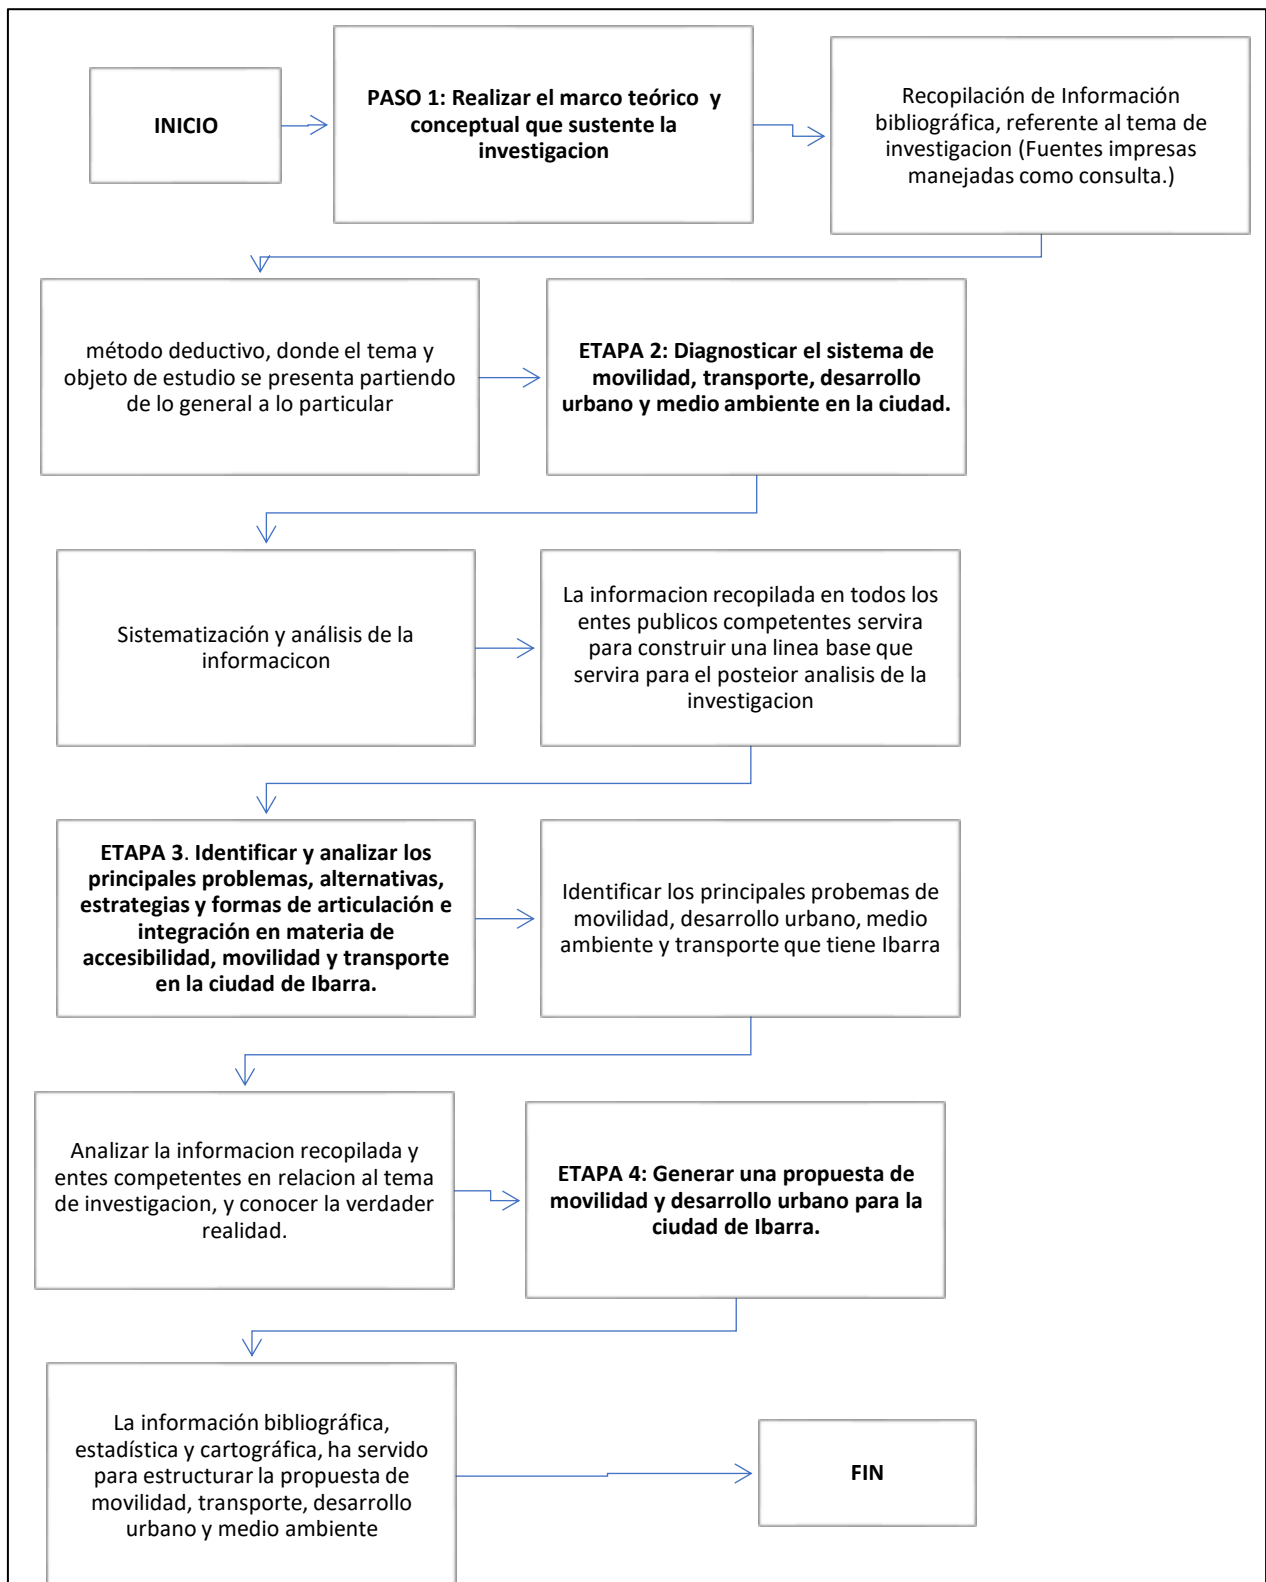 INICIO
PASO 1: Realizar el marco teórico y
conceptual que sustente la
investigacion
Recopilación de Información
bibliográfica, referente al tema de
investigacion (Fuentes impresas
manejadas como consulta.)
método deductivo, donde el tema y
objeto de estudio se presenta partiendo
de lo general a lo particular
ETAPA 2: Diagnosticar el sistema de
movilidad, transporte, desarrollo
urbano y medio ambiente en la ciudad.
Sistematización y análisis de la
informacicon
La informacion recopilada en todos los
entes publicos competentes servira
para construir una linea base que
servira para el posteior analisis de la
investigacion
ETAPA 3. Identificar y analizar los
principales problemas, alternativas,
estrategias y formas de articulación e
integración en materia de
accesibilidad, movilidad y transporte
en la ciudad de Ibarra.
Identificar los principales probemas de
movilidad, desarrollo urbano, medio
ambiente y transporte que tiene Ibarra
Analizar la informacion recopilada y
entes competentes en relacion al tema
de investigacion, y conocer la verdader
realidad.
ETAPA 4: Generar una propuesta de
movilidad y desarrollo urbano para la
ciudad de Ibarra.
La información bibliográfica,
estadística y cartográfica, ha servido
para estructurar la propuesta de
movilidad, transporte, desarrollo
urbano y medio ambiente
FIN